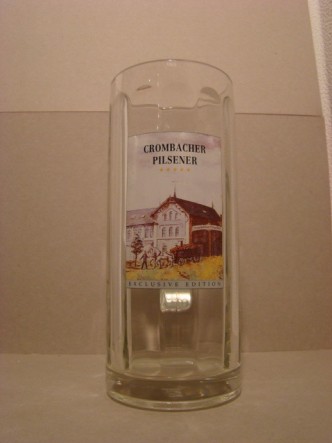 CROMBACHER
PILSENER
EXCLUSIVE EDITION